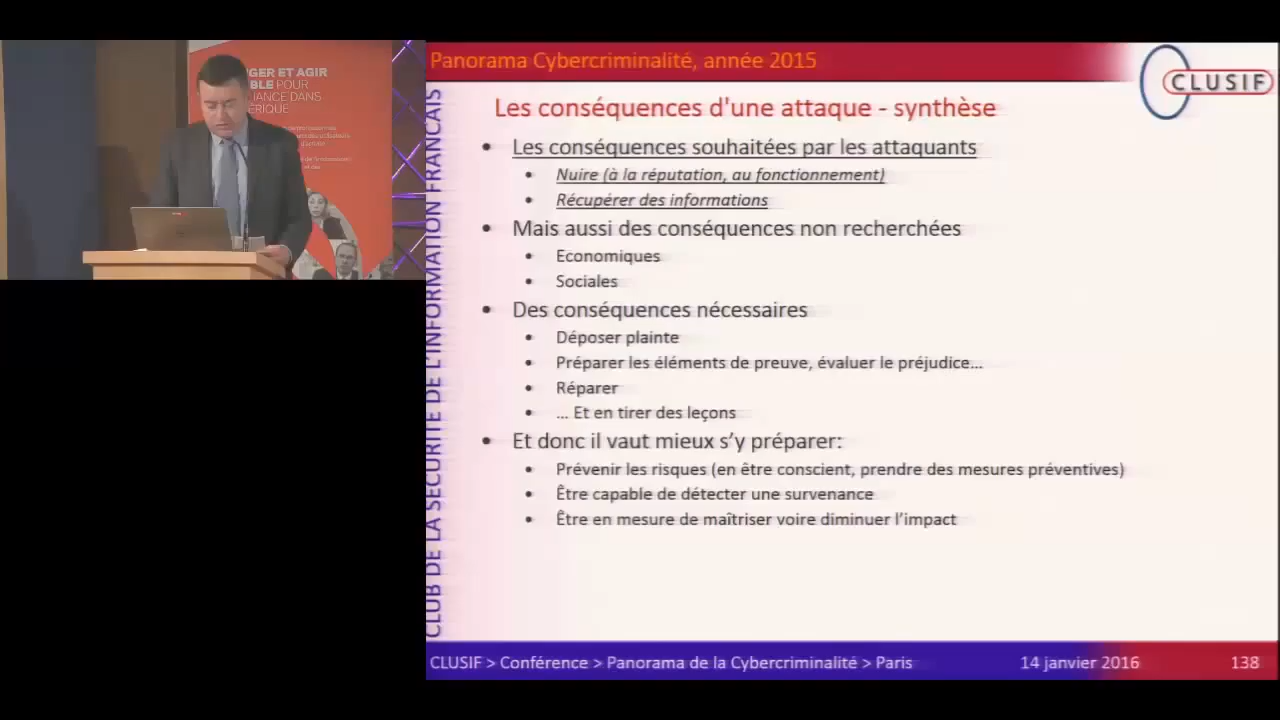 GER ET AGIR
BLE POUR
IANCE DANS
ÉRIQUE
Panorama Cybercriminalité, année 2015
CLUSIF
CLUB DE LA SECURITE DE L'INFORMATION FRANCAIS
Les conséquences d'une attaque - synthèse
• Les conséquences souhaitées par les attaquants
• Nuire (à la réputation, au fonctionnement)
• Récupérer des informations
• Mais aussi des conséquences non recherchées
• Economiques
• Sociales
• Des conséquences nécessaires
• Déposer plainte
• Préparer les éléments de preuve, évaluer le préjudice...
• Réparer
• ... Et en tirer des leçons
• Et donc il vaut mieux s’y préparer:
• Prévenir les risques (en être conscient, prendre des mesures préventives)
• Être capable de détecter une survenance
• Être en mesure de maîtriser voire diminuer l’impact
CLUSIF > Conférence > Panorama de la Cybercriminalité > Paris
14 janvier 2016
138